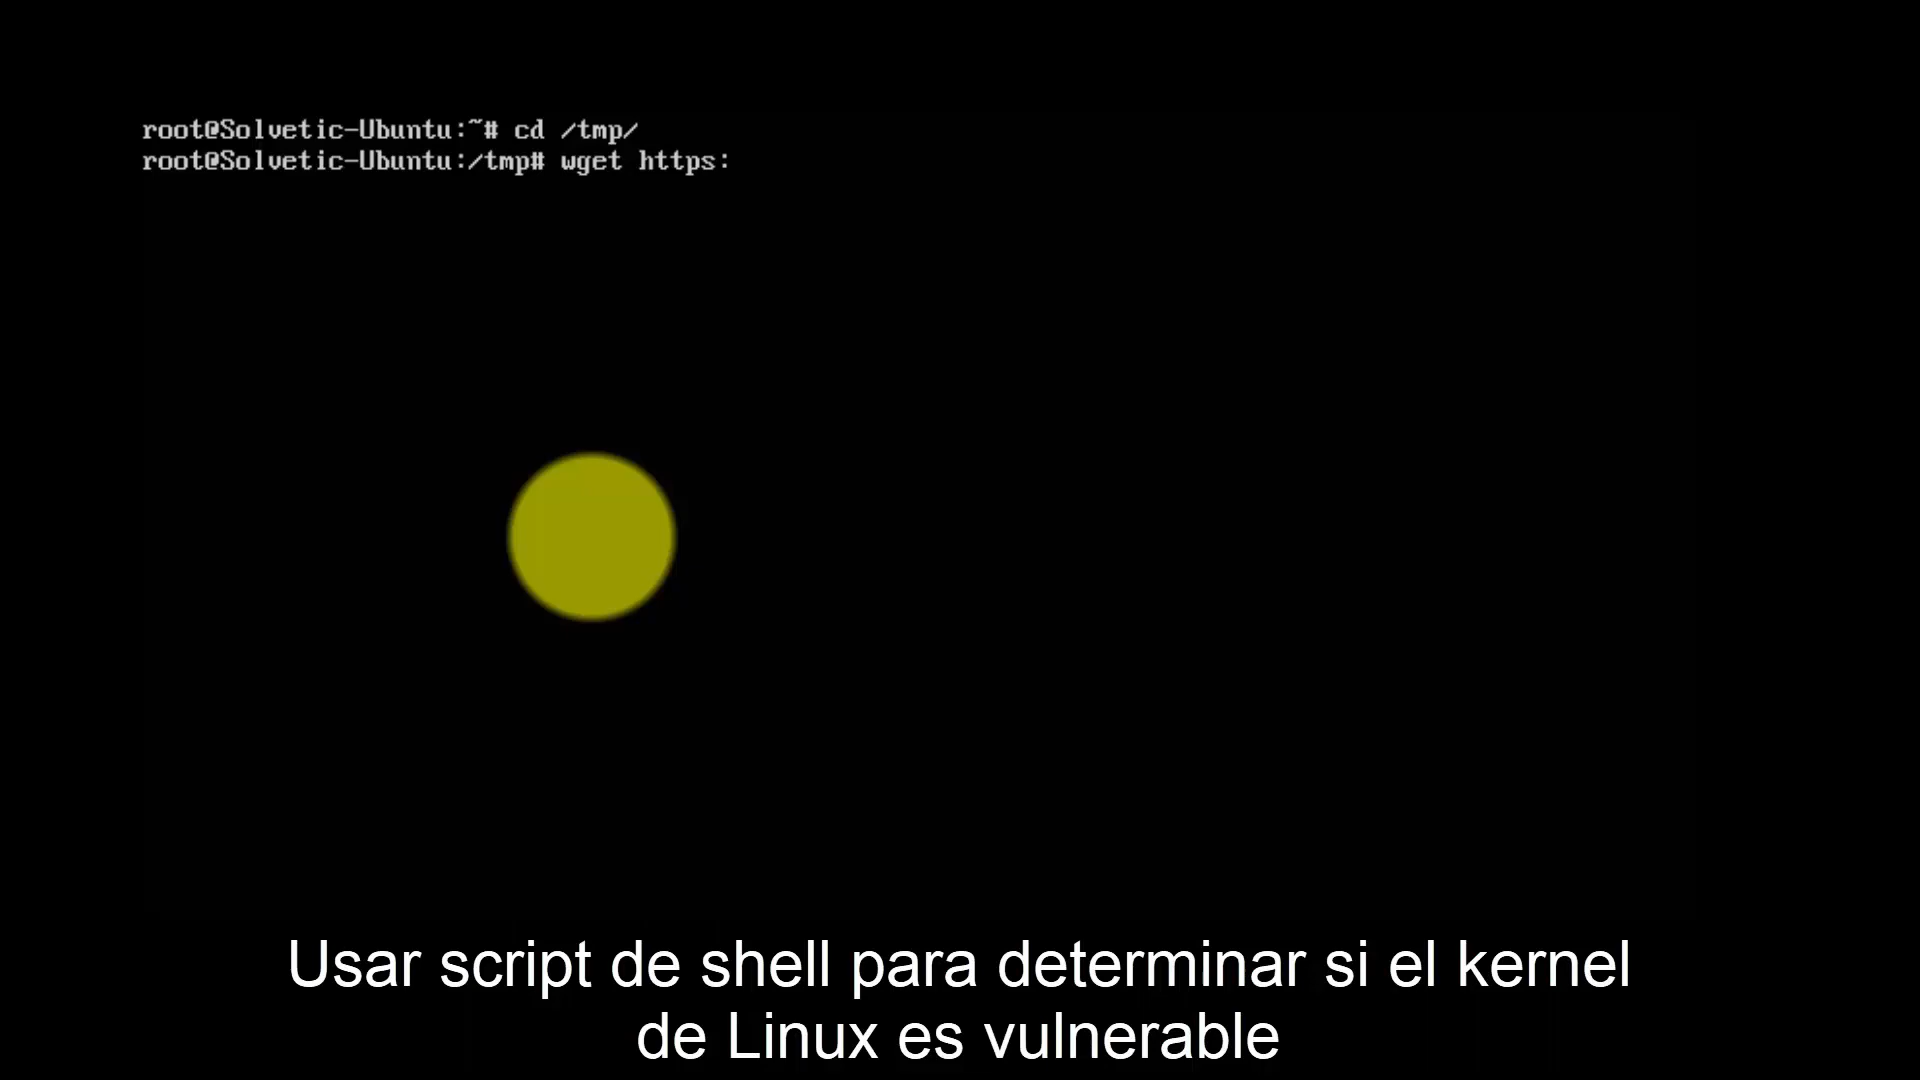 root@Solvetic-Ubuntu:~# cd /tmp/
root@Solvetic-Ubuntu:/tmp# wget https:
Usar script de shell para determinar si el kernel
de Linux es vulnerable